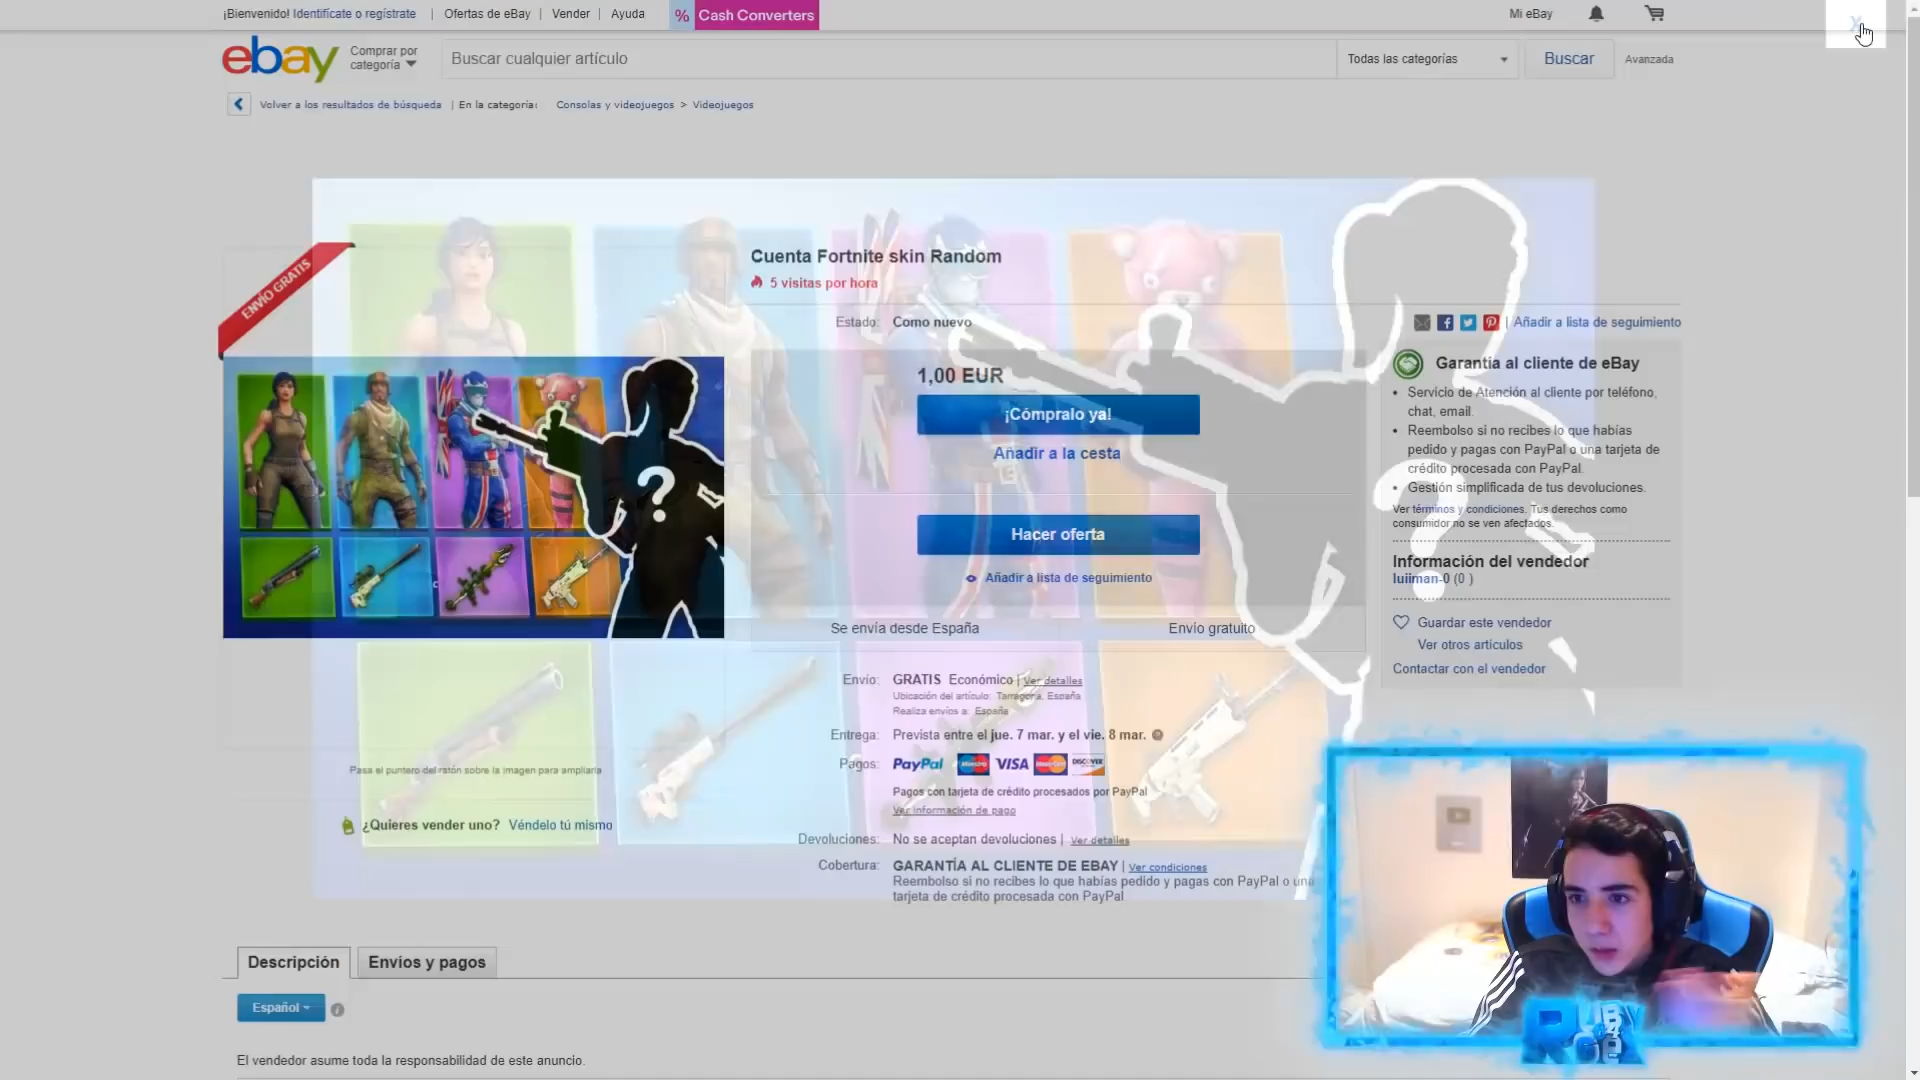 ¡Bienvenido! Identifícate o regístrate | Ofertas de eBay | Vender | Ayuda % Cash Converters Mi eBay
ebay Comprar por categoría Buscar cualquier artículo Todas las categorías Buscar Avanzada
Volver a los resultados de búsqueda | En la categoría: Consolas y videojuegos > Videojuegos
ENVÍO GRATIS
Cuenta Fortnite skin Random
5 visitas por hora
Estado: Como nuevo
1,00 EUR
¡Cómpralo ya!
Añadir a la cesta
Hacer oferta
Añadir a lista de seguimiento
?
Se envía desde España Envío gratuito
Envío: GRATIS Económico | Ver detalles
Ubicación del artículo: Tarragona, España
Realiza envíos a: España
Entrega: Prevista entre el jue. 7 mar. y el vie. 8 mar.
Pagos: PayPal Maestro VISA MasterCard DISCOVER
Pagos con tarjeta de crédito procesados por PayPal
Ver información de pago
Devoluciones: No se aceptan devoluciones | Ver detalles
Cobertura: GARANTÍA AL CLIENTE DE EBAY | Ver condiciones
Reembolso si no recibes lo que habías pedido y pagas con PayPal o una
tarjeta de crédito procesada con PayPal
| Añadir a lista de seguimiento
Garantía al cliente de eBay
• Servicio de Atención al cliente por teléfono,
chat, email.
• Reembolso si no recibes lo que habías
pedido y pagas con PayPal o una tarjeta de
crédito procesada con PayPal.
• Gestión simplificada de tus devoluciones.
Ver términos y condiciones. Tus derechos como
consumidor no se ven afectados.
Información del vendedor
luiiman-0 (0 )
Guardar este vendedor
Ver otros artículos
Contactar con el vendedor
Pasa el puntero del ratón sobre la imagen para ampliarla
¿Quieres vender uno? Véndelo tú mismo
Descripción Envíos y pagos
Español
El vendedor asume toda la responsabilidad de este anuncio.